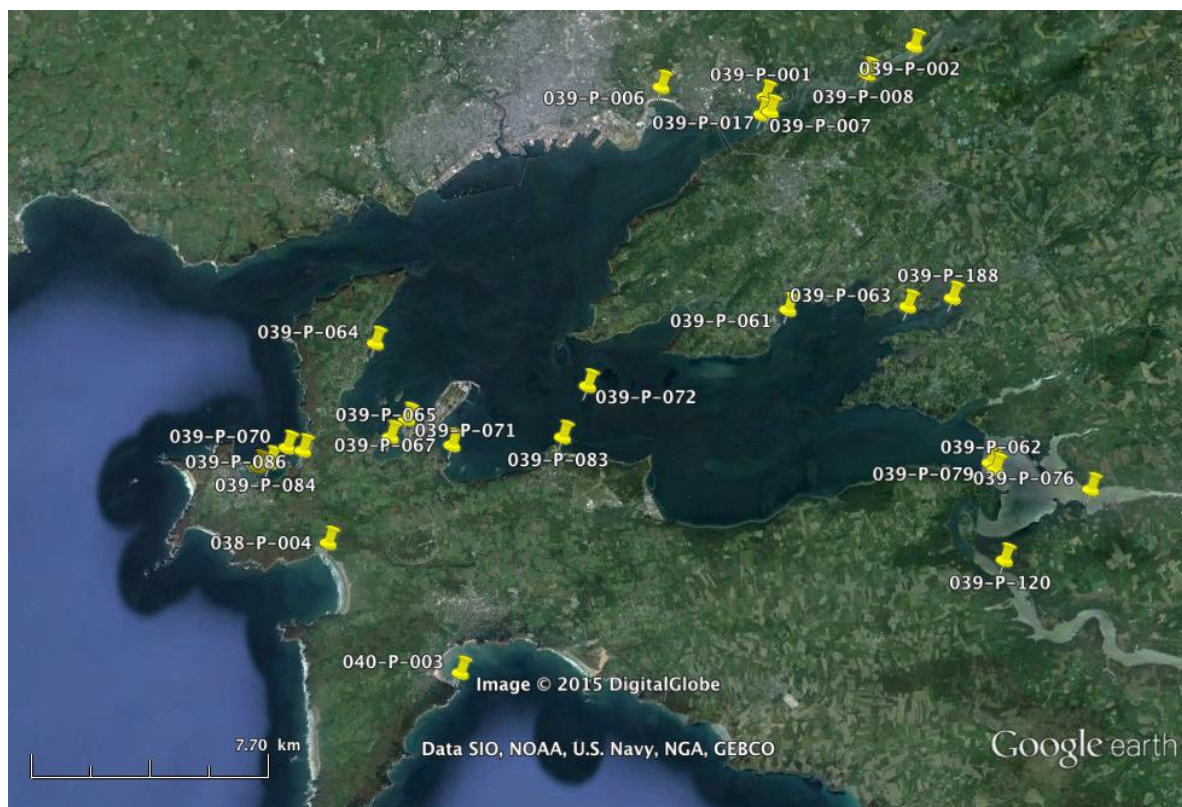 039-P-002
039-P-001
039-P-008
039-P-006
039-P-017
039-P-007
039-P-188
039-P-063
039-P-061
039-P-064
039-P-072
039-P-065
039-P-071
039-P-067
039-P-070
039-P-086
039-P-083
039-P-084
039-P-062
039-P-079
039-P-076
038-P-004
039-P-120
040-P-003
Image © 2015 DigitalGlobe
7.70 km
Data SIO, NOAA, U.S. Navy, NGA, GEBCO
Google earth